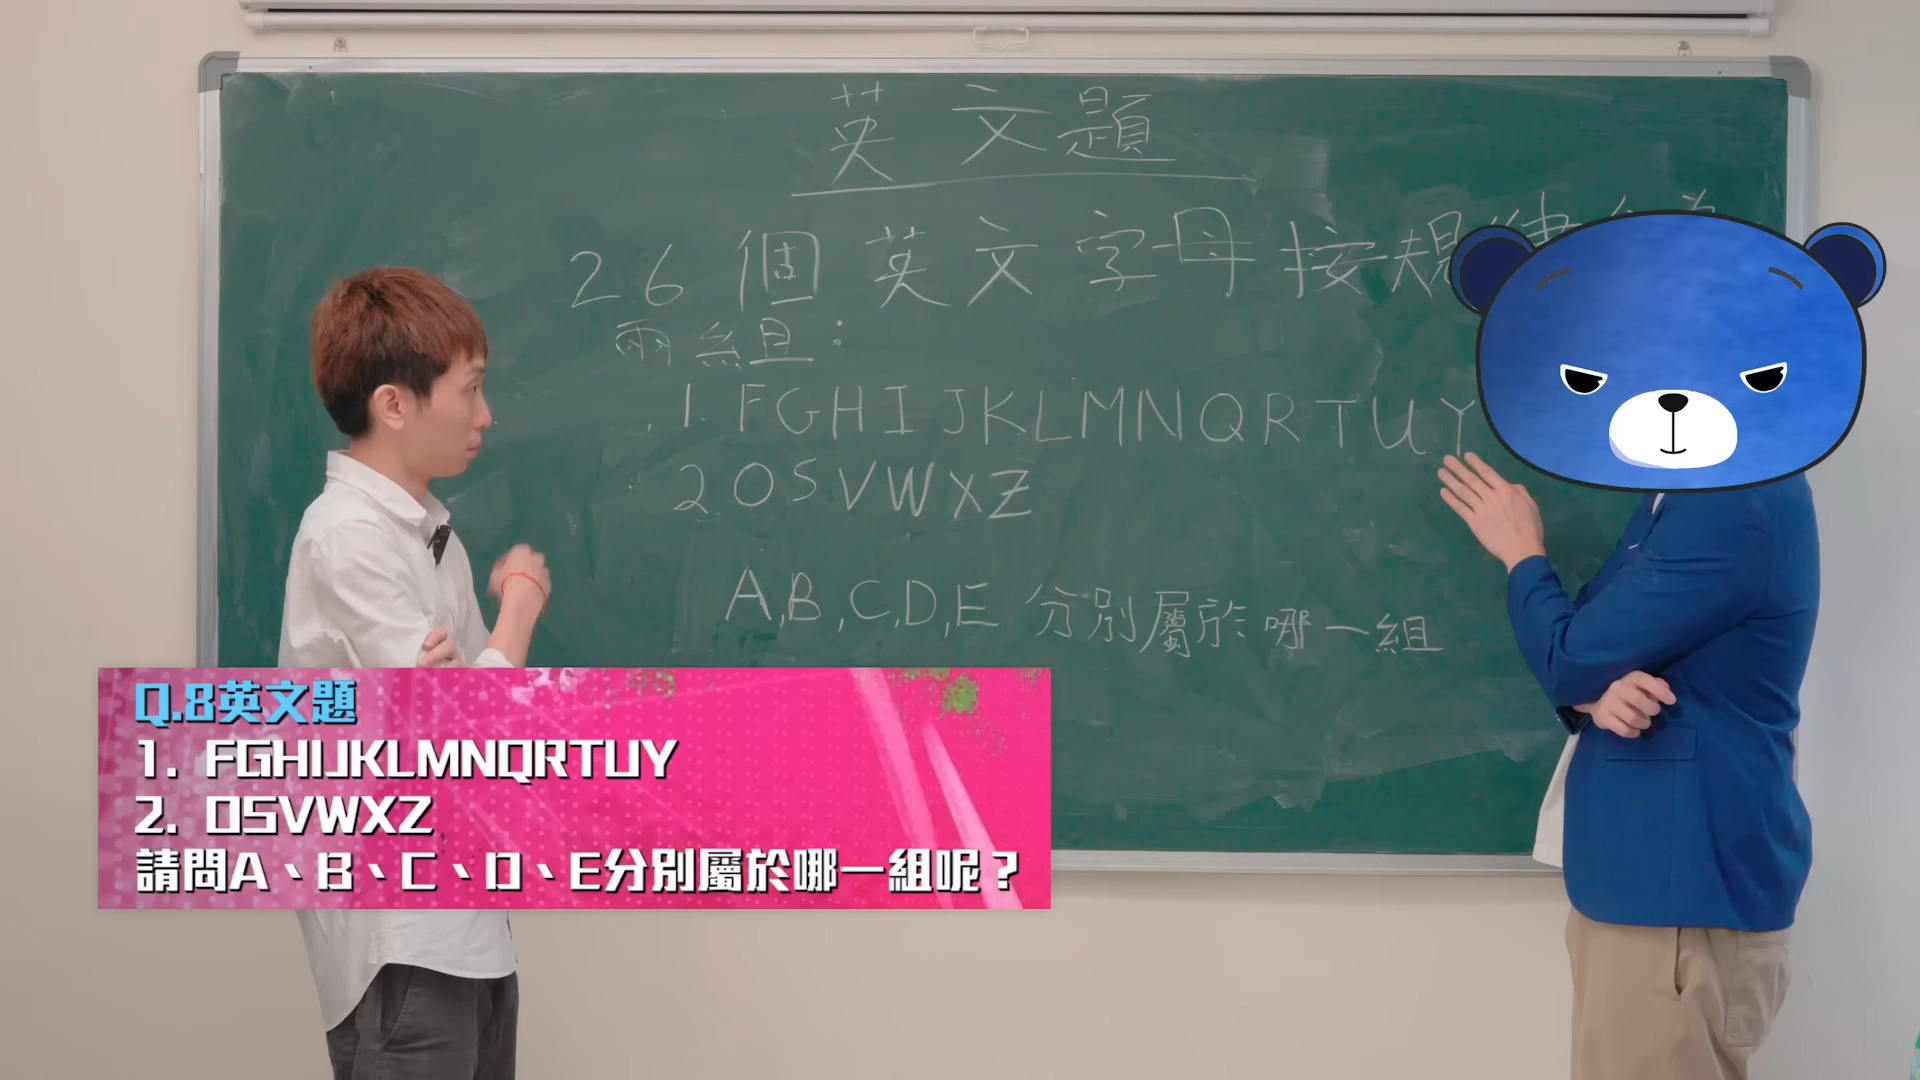 英文題
26個英文字母按規律
兩組:
1. FGHIJKLMNQRTUY
2. OSVWXZ
A,B,C,D,E 分別屬於哪一組
Q.8英文題
1. FGHIJKLMNQRTUY
2. OSVWXZ
請問A、B、C、D、E分別屬於哪一組呢?